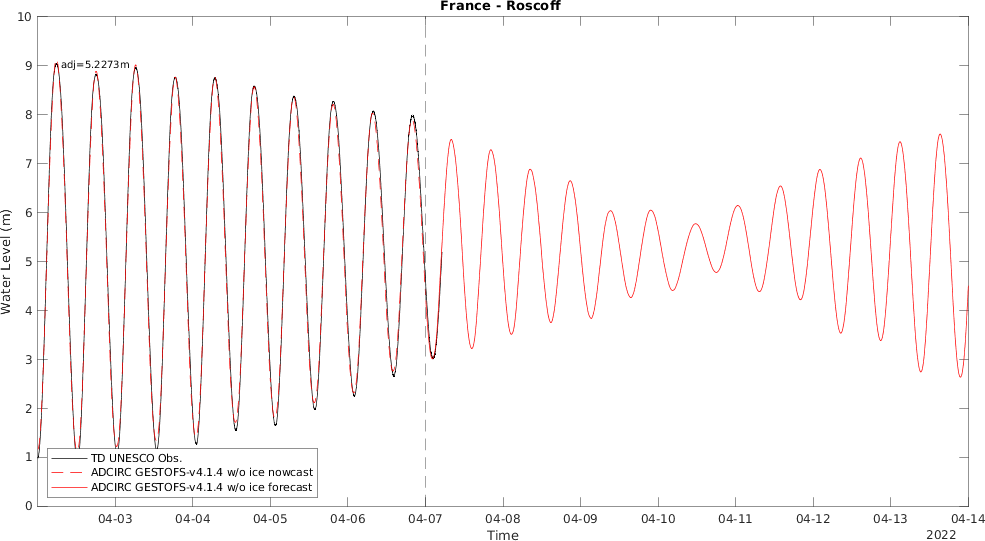 France - Roscoff
10
9
8
7
6
5
4
3
2
1
0
Water Level (m)
adj=5.2273m
TD UNESCO Obs.
ADCIRC GESTOFS-v4.1.4 w/o ice nowcast
ADCIRC GESTOFS-v4.1.4 w/o ice forecast
04-03 04-04 04-05 04-06 04-07 04-08 04-09 04-10 04-11 04-12 04-13 04-14
Time
2022